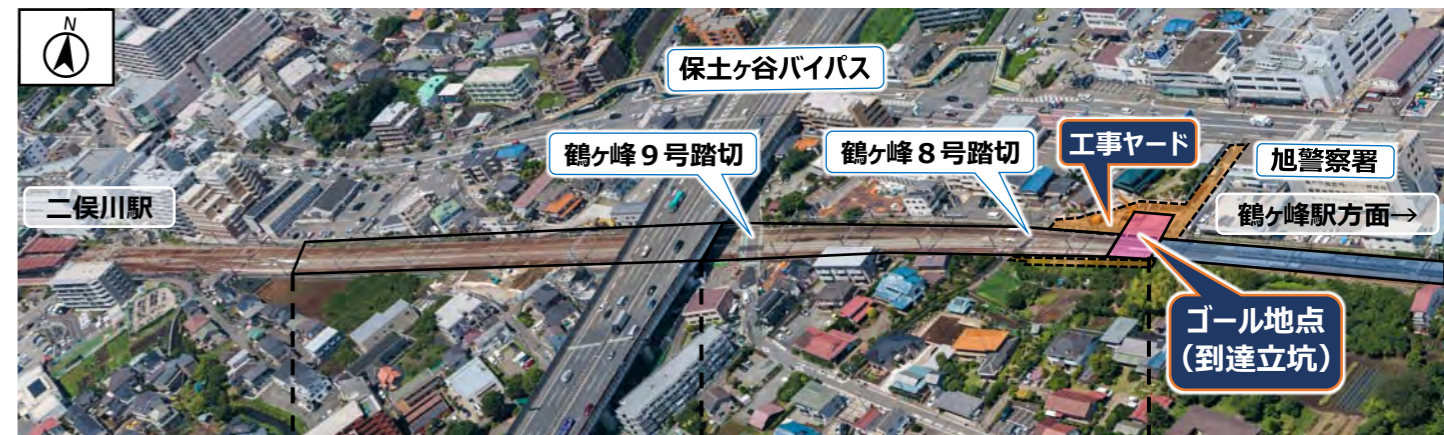 N
保土ヶ谷バイパス
鶴ヶ峰９号踏切
鶴ヶ峰８号踏切
工事ヤード
旭警察署
二俣川駅
鶴ヶ峰駅方面→
ゴール地点
（到達立坑）